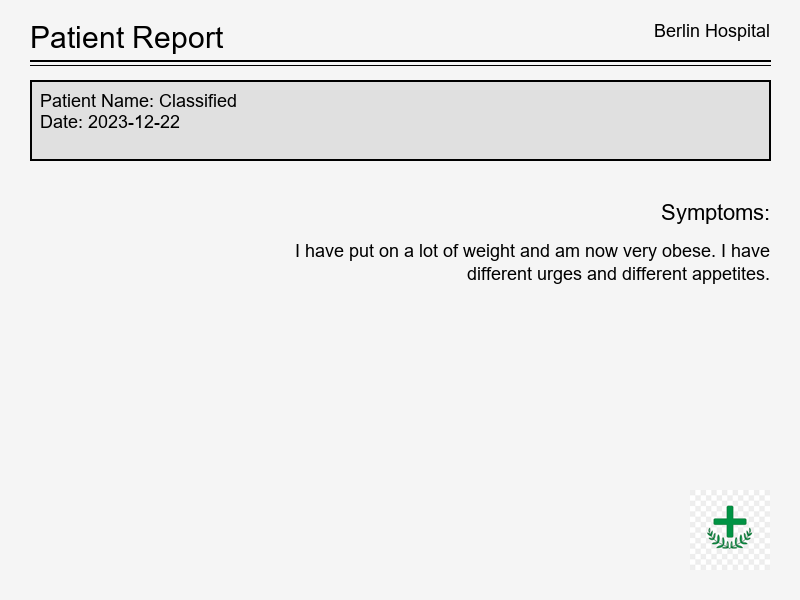 Patient Report
Berlin Hospital
Patient Name: Classified
Date: 2023-12-22
Symptoms:
I have put on a lot of weight and am now very obese. I have
different urges and different appetites.